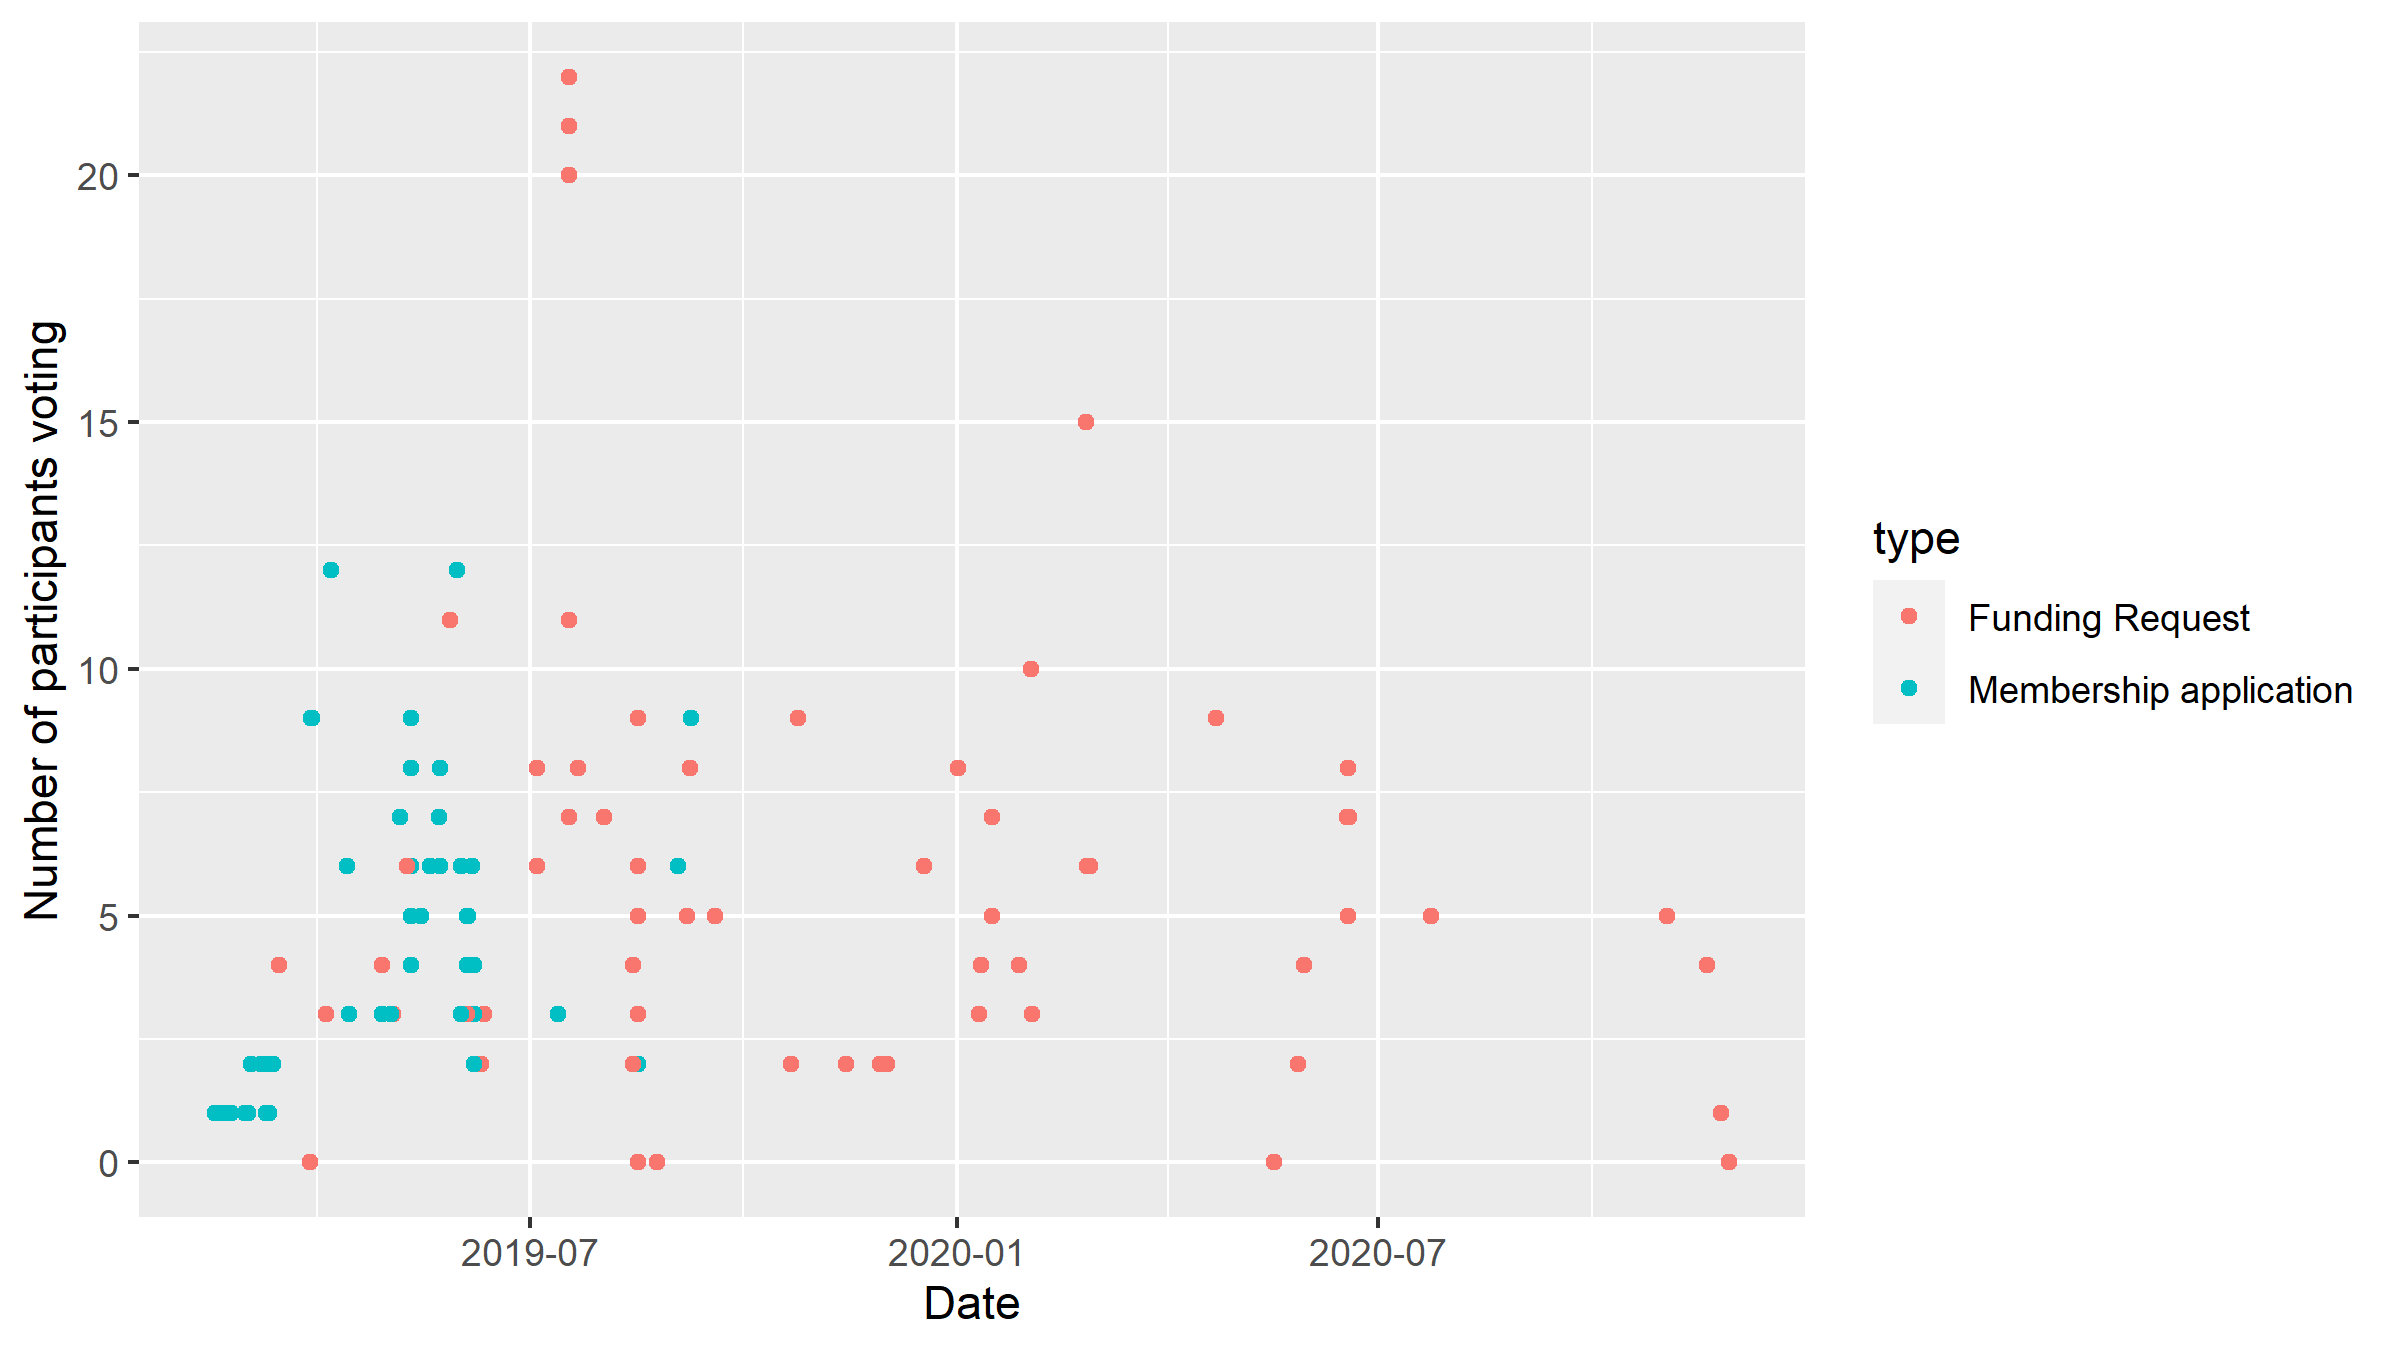 Number of participants voting
20
15
10
5
0
2019-07
2020-01
2020-07
Date
type
Funding Request
Membership application